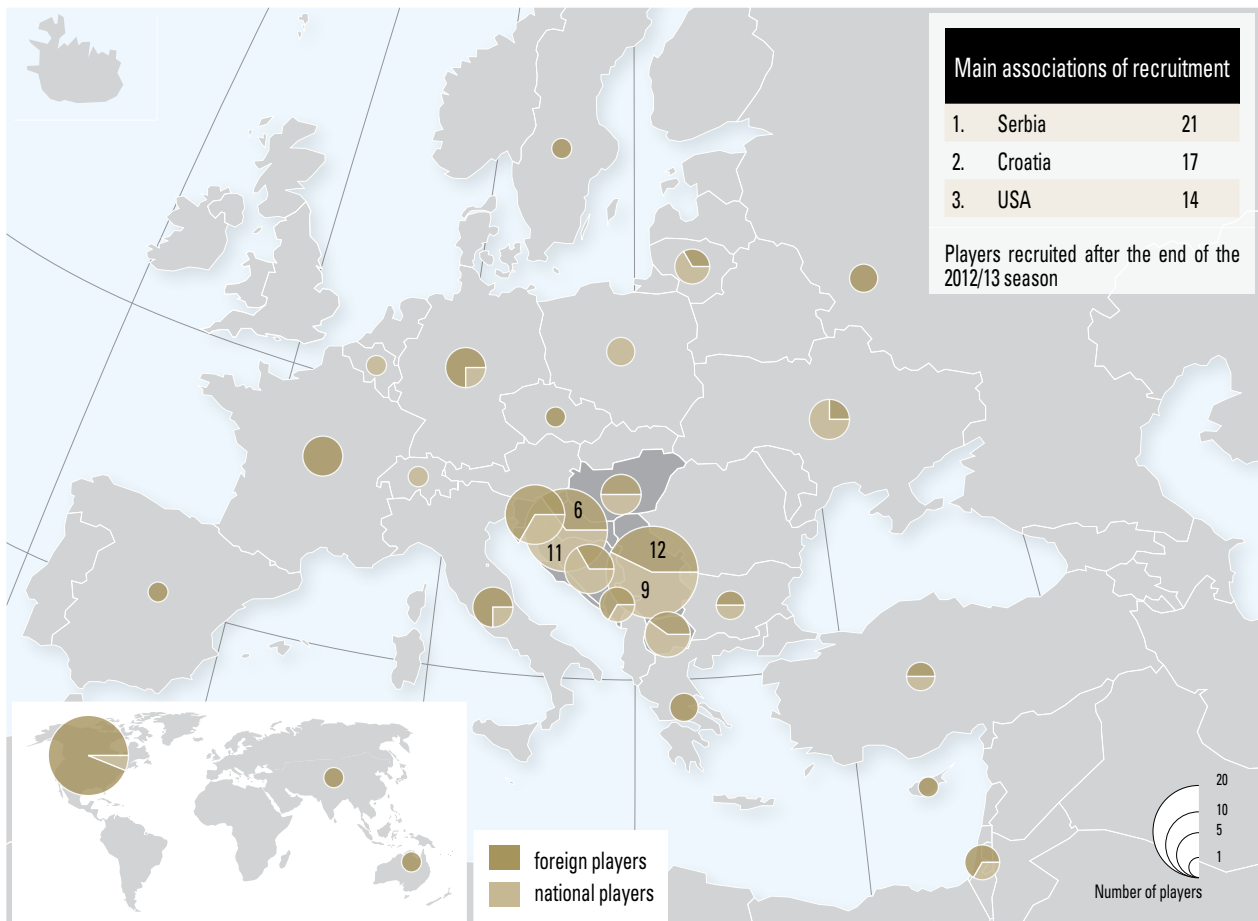 Main associations of recruitment
1. Serbia 21
2. Croatia 17
3. USA 14
Players recruited after the end of the
2012/13 season
6
11
12
9
foreign players
national players
20
10
5
1
Number of players